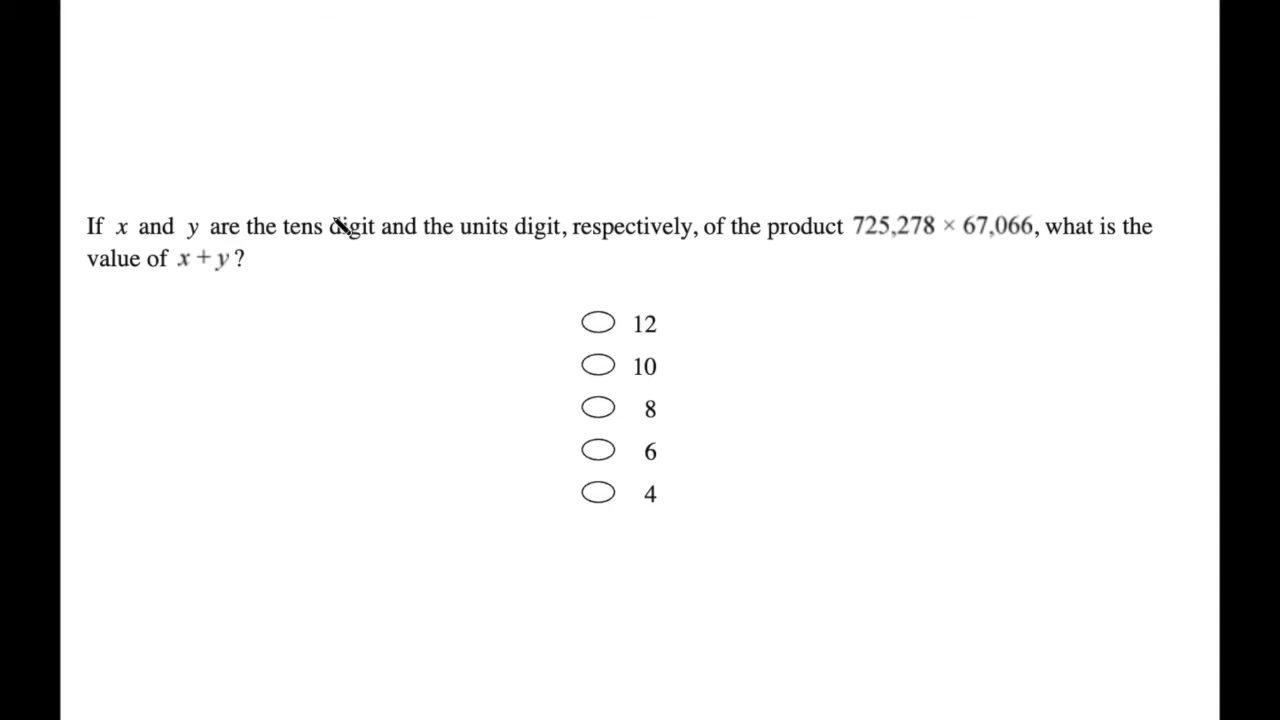 If x and y are the tens digit and the units digit, respectively, of the product 725,278 × 67,066, what is the
value of x + y?
12
10
8
6
4